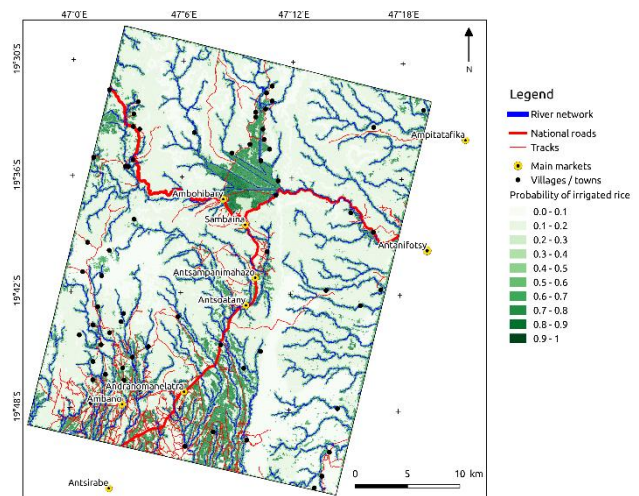 47°0'E 47°6'E 47°12'E 47°18'E
19°30'S
19°36'S
19°42'S
19°48'S
N
Ampitatafika
Ambohibary
Sambaina
Antanifotsy
Antsampanimahazo
Antsoatany
Andranomanelatra
Ambano
Antsirabe
0 5 10 km
Legend
River network
National roads
Tracks
Main markets
Villages / towns
Probability of irrigated rice
0.0 - 0.1
0.1 - 0.2
0.2 - 0.3
0.3 - 0.4
0.4 - 0.5
0.5 - 0.6
0.6 - 0.7
0.7 - 0.8
0.8 - 0.9
0.9 - 1